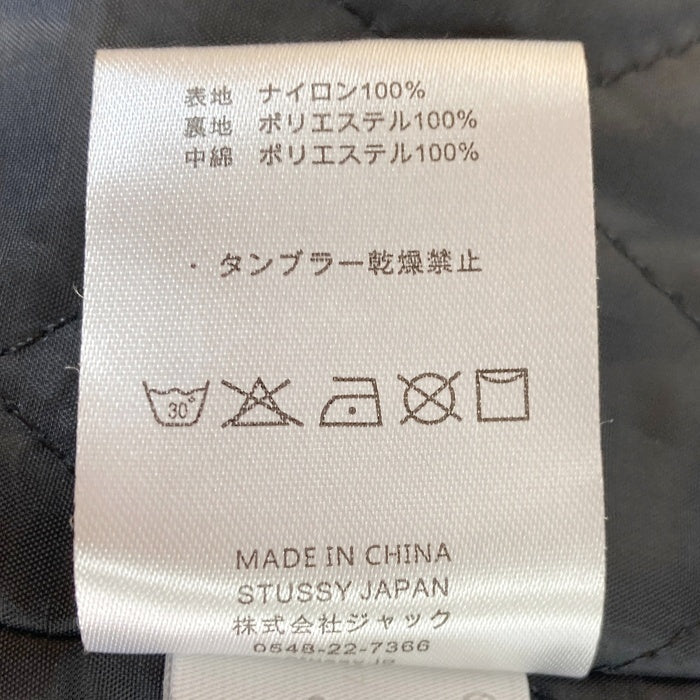 表地 ナイロン100%
裏地 ポリエステル100%
中綿 ポリエステル100%
・タンブラー乾燥禁止
30°
MADE IN CHINA
STUSSY JAPAN
株式会社ジャック
0548-22-7366